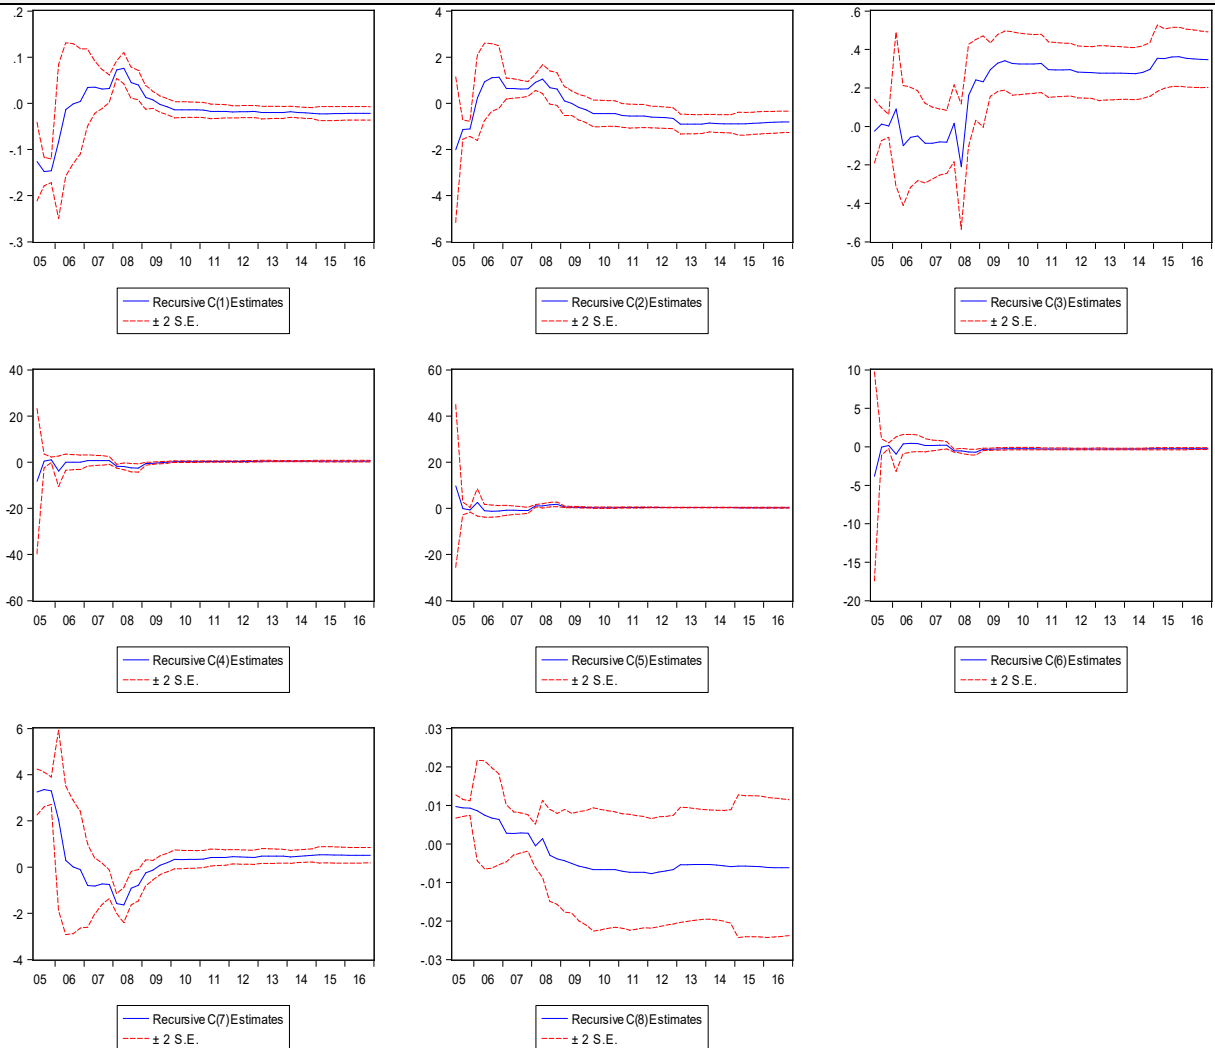 .2
.1
.0
-.1
-.2
-.3
05 06 07 08 09 10 11 12 13 14 15 16
Recursive C(1) Estimates
± 2 S.E.
4
2
0
-2
-4
-6
05 06 07 08 09 10 11 12 13 14 15 16
Recursive C(2) Estimates
± 2 S.E.
.6
.4
.2
.0
-.2
-.4
-.6
05 06 07 08 09 10 11 12 13 14 15 16
Recursive C(3) Estimates
± 2 S.E.
40
20
0
-20
-40
-60
05 06 07 08 09 10 11 12 13 14 15 16
Recursive C(4) Estimates
± 2 S.E.
60
40
20
0
-20
-40
05 06 07 08 09 10 11 12 13 14 15 16
Recursive C(5) Estimates
± 2 S.E.
10
5
0
-5
-10
-15
-20
05 06 07 08 09 10 11 12 13 14 15 16
Recursive C(6) Estimates
± 2 S.E.
6
4
2
0
-2
-4
05 06 07 08 09 10 11 12 13 14 15 16
Recursive C(7) Estimates
± 2 S.E.
.03
.02
.01
.00
-.01
-.02
-.03
05 06 07 08 09 10 11 12 13 14 15 16
Recursive C(8) Estimates
± 2 S.E.